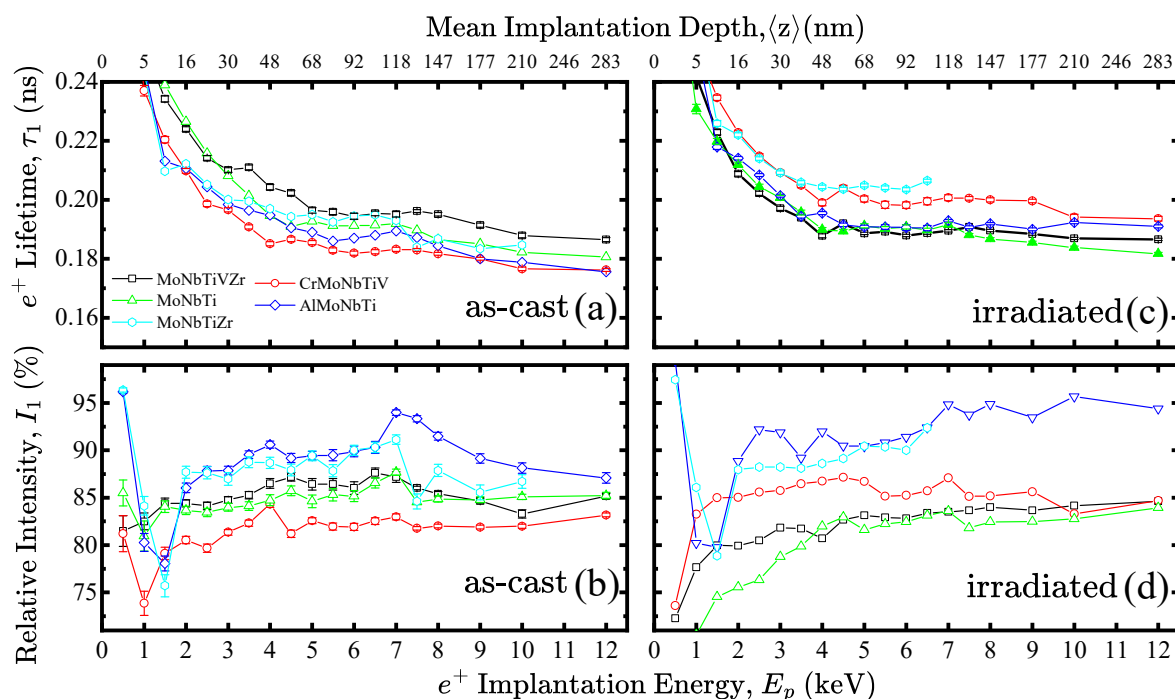 Mean Implantation Depth,⟨z⟩(nm)
0 5 16 30 48 68 92 118 147 177 210 246 283
0 5 16 30 48 68 92 118 147 177 210 246 283
e⁺ Lifetime, τ₁ (ns)
0.24
0.22
0.20
0.18
0.16
MoNbTiVZr
MoNbTi
MoNbTiZr
CrMoNbTiV
AlMoNbTi
as-cast (a)
irradiated (c)
Relative Intensity, I₁ (%)
95
90
85
80
75
as-cast (b)
irradiated (d)
0 1 2 3 4 5 6 7 8 9 10 11 12
0 1 2 3 4 5 6 7 8 9 10 11 12
e⁺ Implantation Energy, Eₚ (keV)